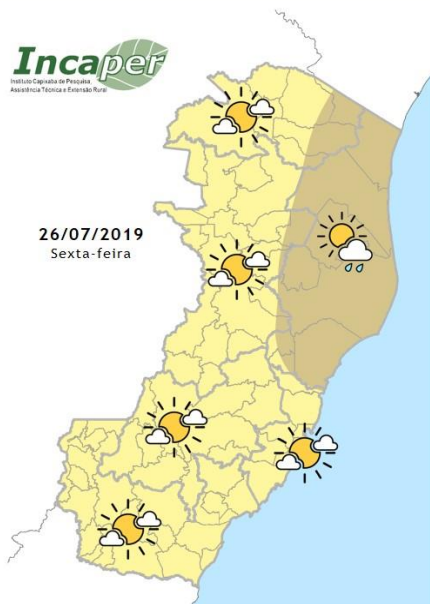 Incaper
Instituto Capixaba de Pesquisa,
Assistência Técnica e Extensão Rural
26/07/2019
Sexta-feira